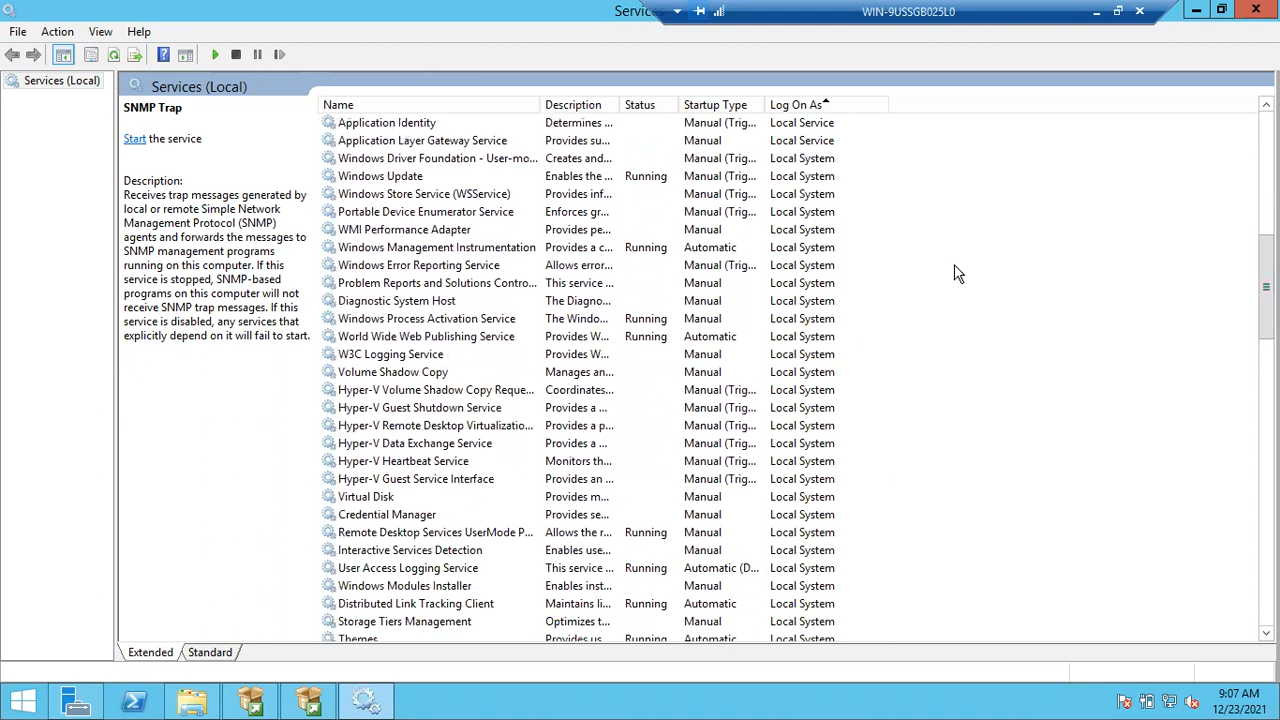 Services
WIN-9USSGB025L0
File Action View Help
Services (Local)
Services (Local)
SNMP Trap
Start the service
Description:
Receives trap messages generated by
local or remote Simple Network
Management Protocol (SNMP)
agents and forwards the messages to
SNMP management programs
running on this computer. If this
service is stopped, SNMP-based
programs on this computer will not
receive SNMP trap messages. If this
service is disabled, any services that
explicitly depend on it will fail to start.
Name Description Status Startup Type Log On As
Application Identity Determines ... Manual (Trig... Local Service
Application Layer Gateway Service Provides su... Manual Local Service
Windows Driver Foundation - User-mo... Creates and... Manual (Trig... Local System
Windows Update Enables the ... Running Manual (Trig... Local System
Windows Store Service (WSService) Provides inf... Manual (Trig... Local System
Portable Device Enumerator Service Enforces gr... Manual (Trig... Local System
WMI Performance Adapter Provides pe... Manual Local System
Windows Management Instrumentation Provides a c... Running Automatic Local System
Windows Error Reporting Service Allows error... Manual (Trig... Local System
Problem Reports and Solutions Contro... This service ... Manual Local System
Diagnostic System Host The Diagno... Manual Local System
Windows Process Activation Service The Windo... Running Manual Local System
World Wide Web Publishing Service Provides W... Running Automatic Local System
W3C Logging Service Provides W... Manual Local System
Volume Shadow Copy Manages an... Manual Local System
Hyper-V Volume Shadow Copy Reque... Coordinates... Manual (Trig... Local System
Hyper-V Guest Shutdown Service Provides a ... Manual (Trig... Local System
Hyper-V Remote Desktop Virtualizatio... Provides a p... Manual (Trig... Local System
Hyper-V Data Exchange Service Provides a ... Manual (Trig... Local System
Hyper-V Heartbeat Service Monitors th... Manual (Trig... Local System
Hyper-V Guest Service Interface Provides an ... Manual (Trig... Local System
Virtual Disk Provides m... Manual Local System
Credential Manager Provides se... Manual Local System
Remote Desktop Services UserMode P... Allows the r... Running Manual Local System
Interactive Services Detection Enables use... Manual Local System
User Access Logging Service This service ... Running Automatic (D... Local System
Windows Modules Installer Enables inst... Manual Local System
Distributed Link Tracking Client Maintains li... Running Automatic Local System
Storage Tiers Management Optimizes t... Manual Local System
Themes Provides us... Running Automatic Local System
Extended Standard
9:07 AM
12/23/2021